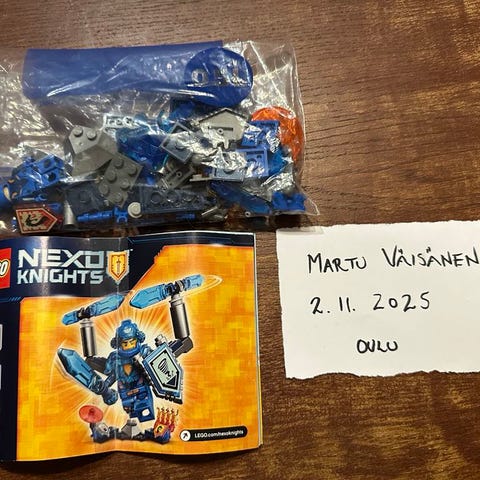 NEXO
KNIGHTS
LEGO.com/nexoknights
MARTU VÄISÄNEN
2.11. 2025
OULU